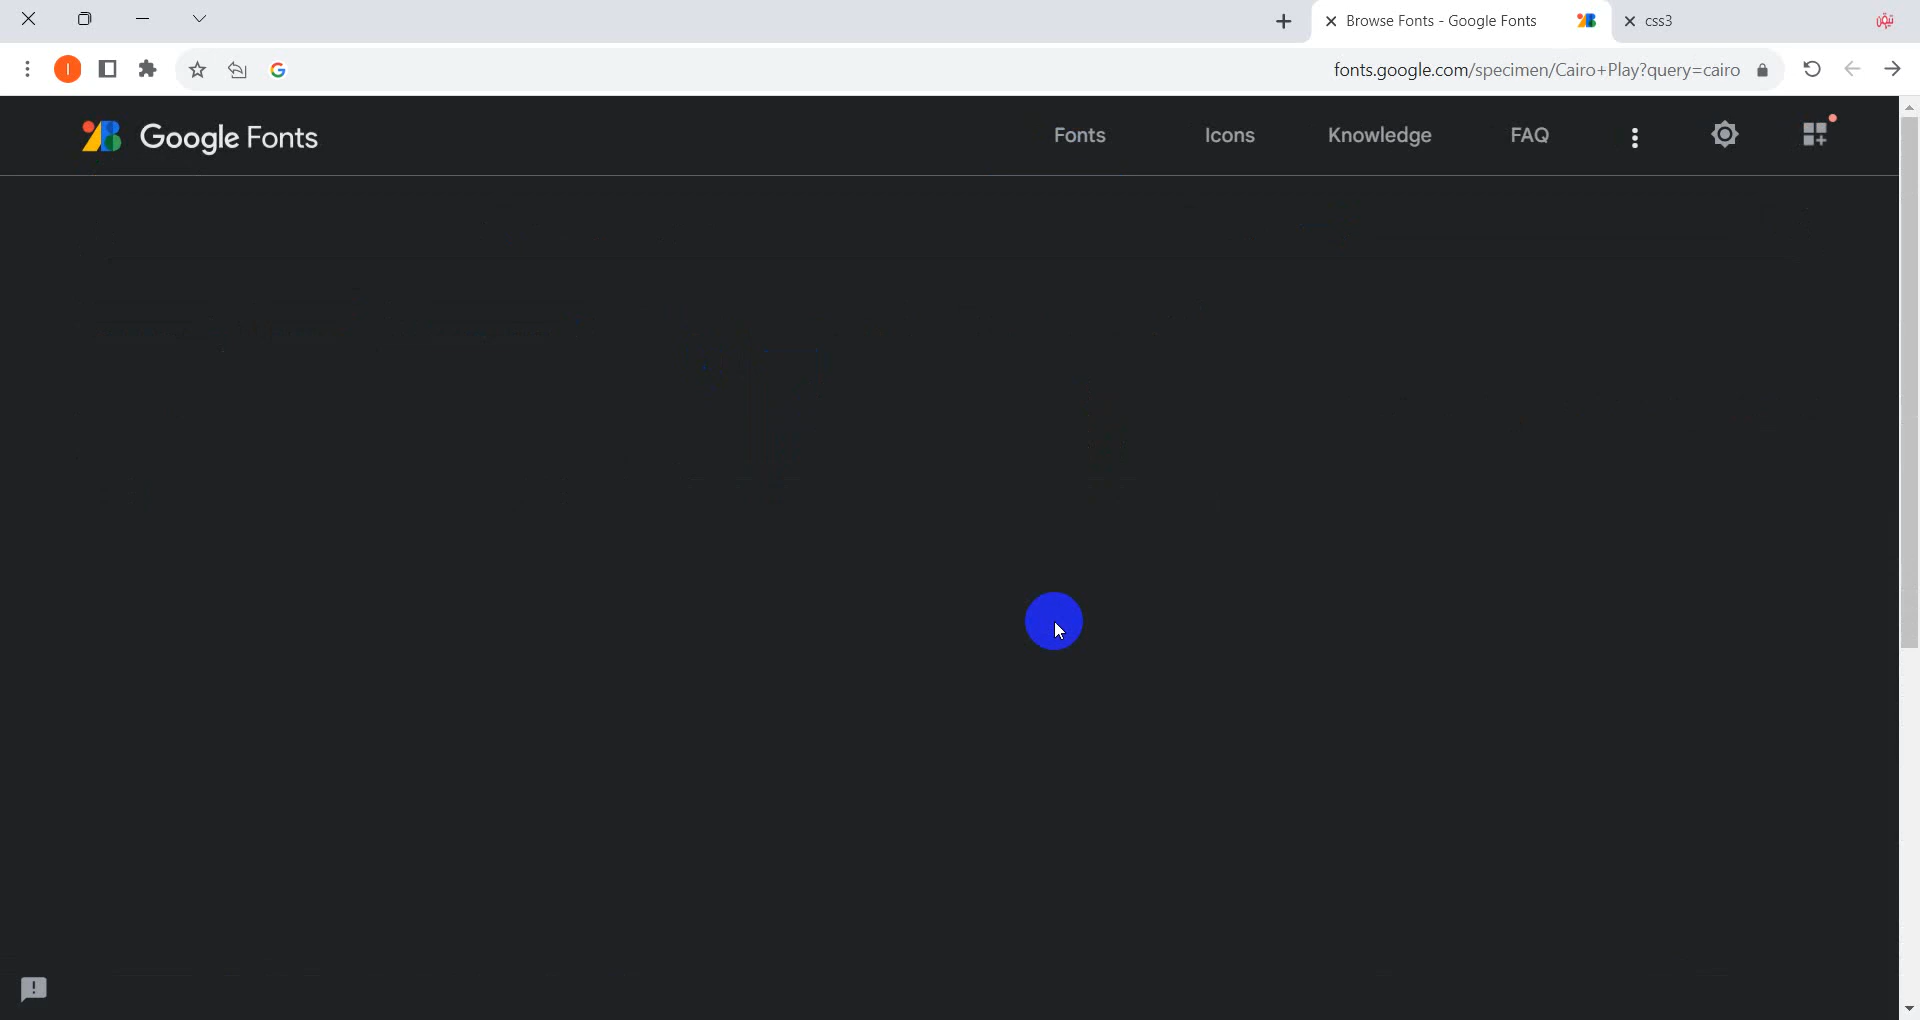 Browse Fonts - Google Fonts
css3
تيقن
fonts.google.com/specimen/Cairo+Play?query=cairo
Google Fonts
Fonts
Icons
Knowledge
FAQ